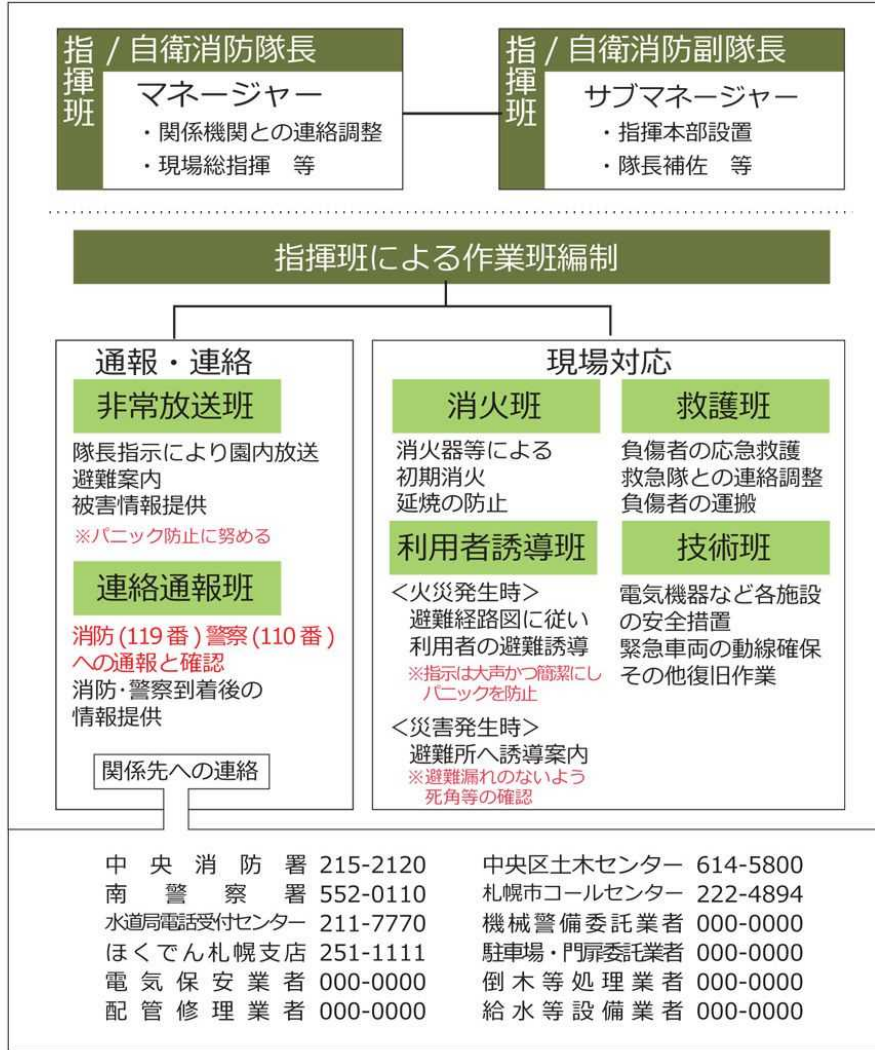 指揮班 / 自衛消防隊長
マネージャー
・関係機関との連絡調整
・現場総指揮　等
指揮班 / 自衛消防副隊長
サブマネージャー
・指揮本部設置
・隊長補佐　等
指揮班による作業班編制
通報・連絡
非常放送班
隊長指示により園内放送
避難案内
被害情報提供
※パニック防止に努める
連絡通報班
消防(119番)警察(110番)
への通報と確認
消防・警察到着後の
情報提供
関係先への連絡
現場対応
消火班
消火器等による
初期消火
延焼の防止
救護班
負傷者の応急救護
救急隊との連絡調整
負傷者の運搬
利用者誘導班
＜火災発生時＞
避難経路図に従い
利用者の避難誘導
※指示は大声かつ簡潔にし
パニックを防止
＜災害発生時＞
避難所へ誘導案内
※避難漏れのないよう
死角等の確認
技術班
電気機器など各施設
の安全措置
緊急車両の動線確保
その他復旧作業
中央消防署 215-2120
南警察署 552-0110
水道局電話受付センター 211-7770
ほくでん札幌支店 251-1111
電気保安業者 000-0000
配管修理業者 000-0000
中央区土木センター 614-5800
札幌市コールセンター 222-4894
機械警備委託業者 000-0000
駐車場・門扉委託業者 000-0000
倒木等処理業者 000-0000
給水等設備業者 000-0000